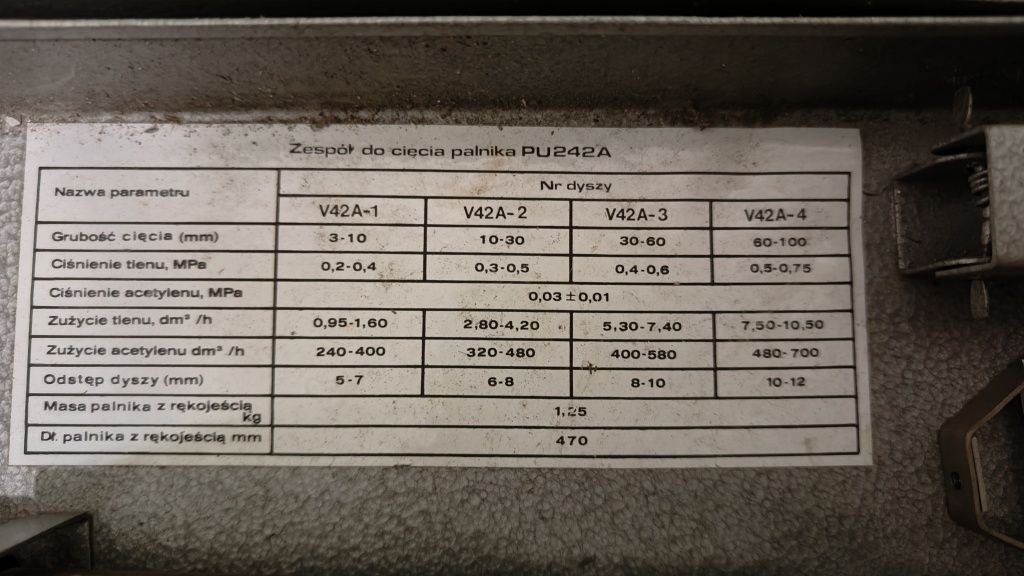 Zespół do cięcia palnika PU242A
Nazwa parametru
Nr dyszy
V42A-1 V42A-2 V42A-3 V42A-4
Grubość cięcia (mm) 3-10 10-30 30-60 60-100
Ciśnienie tlenu, MPa 0,2-0,4 0,3-0,5 0,4-0,6 0,5-0,75
Ciśnienie acetylenu, MPa 0,03 ±0,01
Zużycie tlenu, dm³ /h 0,95-1,60 2,80-4,20 5,30-7,40 7,50-10,50
Zużycie acetylenu dm³ /h 240-400 320-480 400-580 480-700
Odstęp dyszy (mm) 5-7 6-8 8-10 10-12
Masa palnika z rękojeścią kg 1,25
Dł. palnika z rękojeścią mm 470